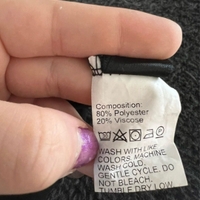 Composition:
80% Polyester
20% Viscose
WASH WITH LIKE
COLORS. MACHINE
WASH COLD.
GENTLE CYCLE. DO
NOT BLEACH.
TUMBLE DRY LOW.